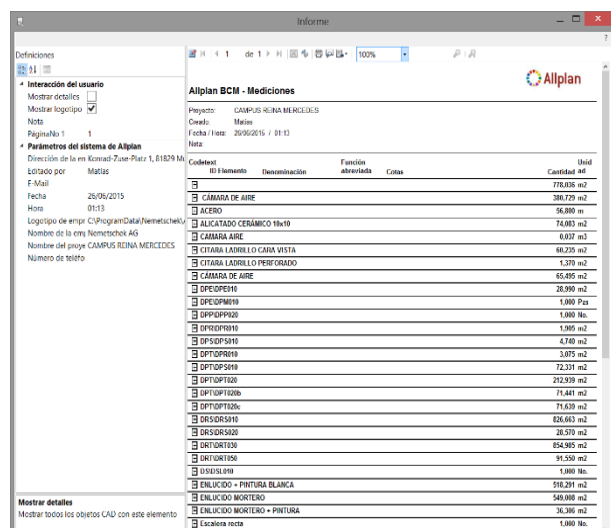 Informe
?
Definiciones
Interacción del usuario
Mostrar detalles
Mostrar logotipo
Nota
PáginaNo 1 1
Parámetros del sistema de Allplan
Dirección de la en Konrad-Zuse-Platz 1, 81829 Mu
Editado por Matías
E-Mail
Fecha 26/06/2015
Hora 01:13
Logotipo de empr C:\ProgramData\Nemetschek\
Nombre de la emp Nemetschek AG
Nombre del proye CAMPUS REINA MERCEDES
Número de teléfo
Mostrar detalles
Mostrar todos los objetos CAD con este elemento
1 de 1 100%
Allplan
Allplan BCM - Mediciones
Proyecto: CAMPUS REINA MERCEDES
Creado: Matías
Fecha / Hora: 26/06/2015 / 01:13
Nota:
Codetext Función Unid
ID Elemento Denominación abreviada Cotas Cantidad ad
778,036 m2
CÁMARA DE AIRE 380,729 m2
ACERO 56,800 m
ALICATADO CERÁMICO 10x10 74,083 m2
CAMARA AIRE 0,037 m3
CITARA LADRILLO CARA VISTA 60,235 m2
CITARA LADRILLO PERFORADO 1,370 m2
CÁMARA DE AIRE 65,495 m2
DPE\DPE010 28,990 m2
DPE\DPM010 1,000 Pzs
DPP\DPP020 1,000 No.
DPR\DPR010 1,905 m2
DPS\DPS010 4,740 m2
DPT\DPR010 3,075 m2
DPT\DPS010 72,331 m2
DPT\DPT020 212,939 m2
DPT\DPT020b 71,441 m2
DPT\DPT020c 71,639 m2
DRS\DRS010 826,663 m2
DRS\DRS020 28,570 m2
DRT\DRT030 854,985 m2
DRT\DRT050 91,550 m2
DS\DSL010 1,000 No.
ENLUCIDO + PINTURA BLANCA 518,291 m2
ENLUCIDO MORTERO 549,008 m2
ENLUCIDO MORTERO + PINTURA 36,306 m2
Escalera recta 1,000 No.